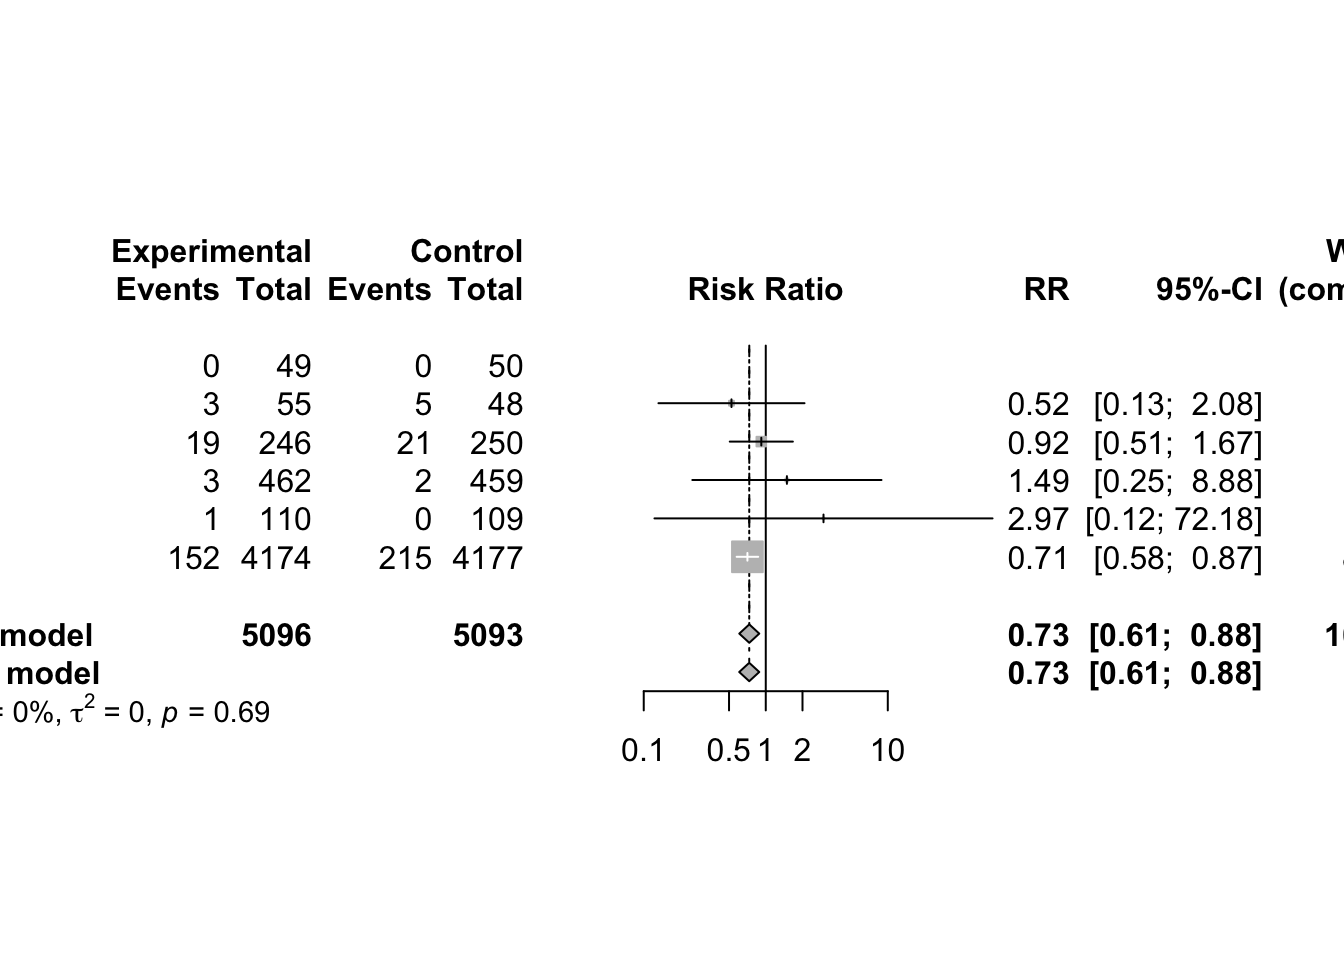 Experimental Control
Events Total Events Total Risk Ratio RR 95%-CI
0 49 0 50
3 55 5 48 0.52 [0.13; 2.08]
19 246 21 250 0.92 [0.51; 1.67]
3 462 2 459 1.49 [0.25; 8.88]
1 110 0 109 2.97 [0.12; 72.18]
152 4174 215 4177 0.71 [0.58; 0.87]
model 5096 5093 0.73 [0.61; 0.88]
model 0.73 [0.61; 0.88]
= 0%, τ² = 0, p = 0.69
0.1 0.5 1 2 10